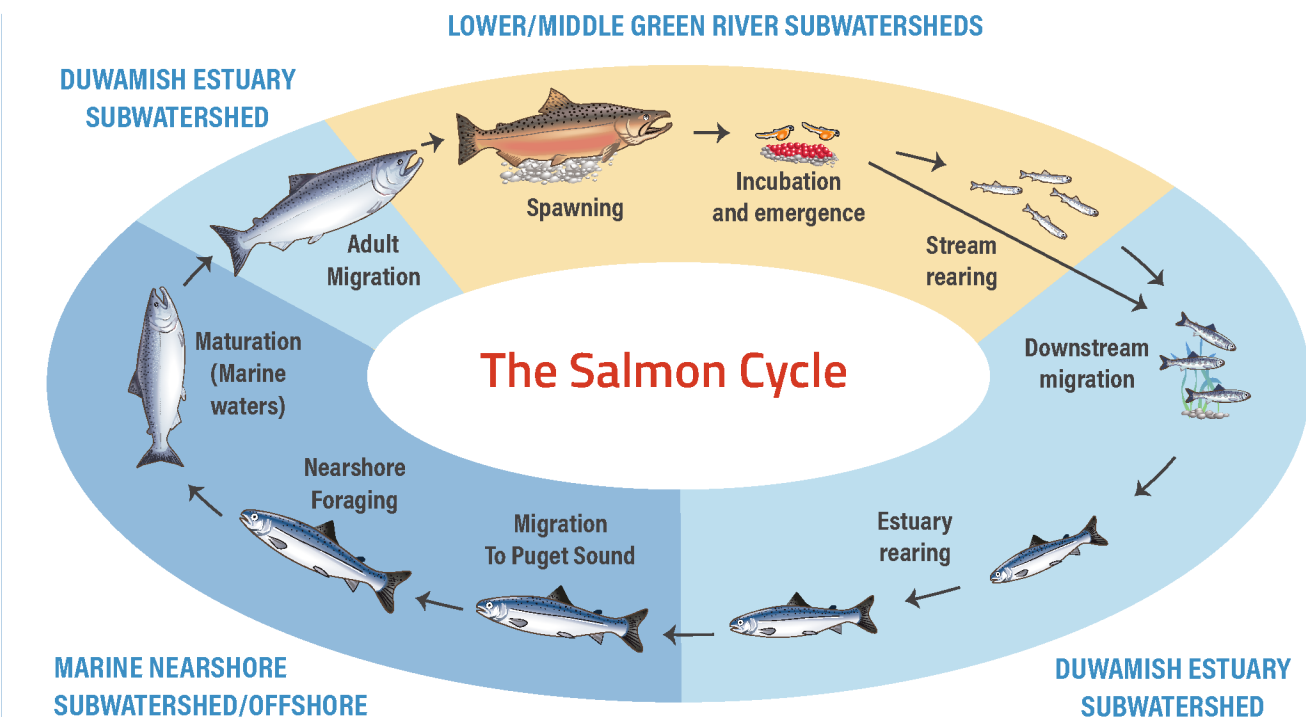 LOWER/MIDDLE GREEN RIVER SUBWATERSHEDS
DUWAMISH ESTUARY
SUBWATERSHED
Spawning
Incubation
and emergence
Adult
Migration
Stream
rearing
Maturation
(Marine
waters)
The Salmon Cycle
Downstream
migration
Nearshore
Foraging
Migration
To Puget Sound
Estuary
rearing
MARINE NEARSHORE
SUBWATERSHED/OFFSHORE
DUWAMISH ESTUARY
SUBWATERSHED